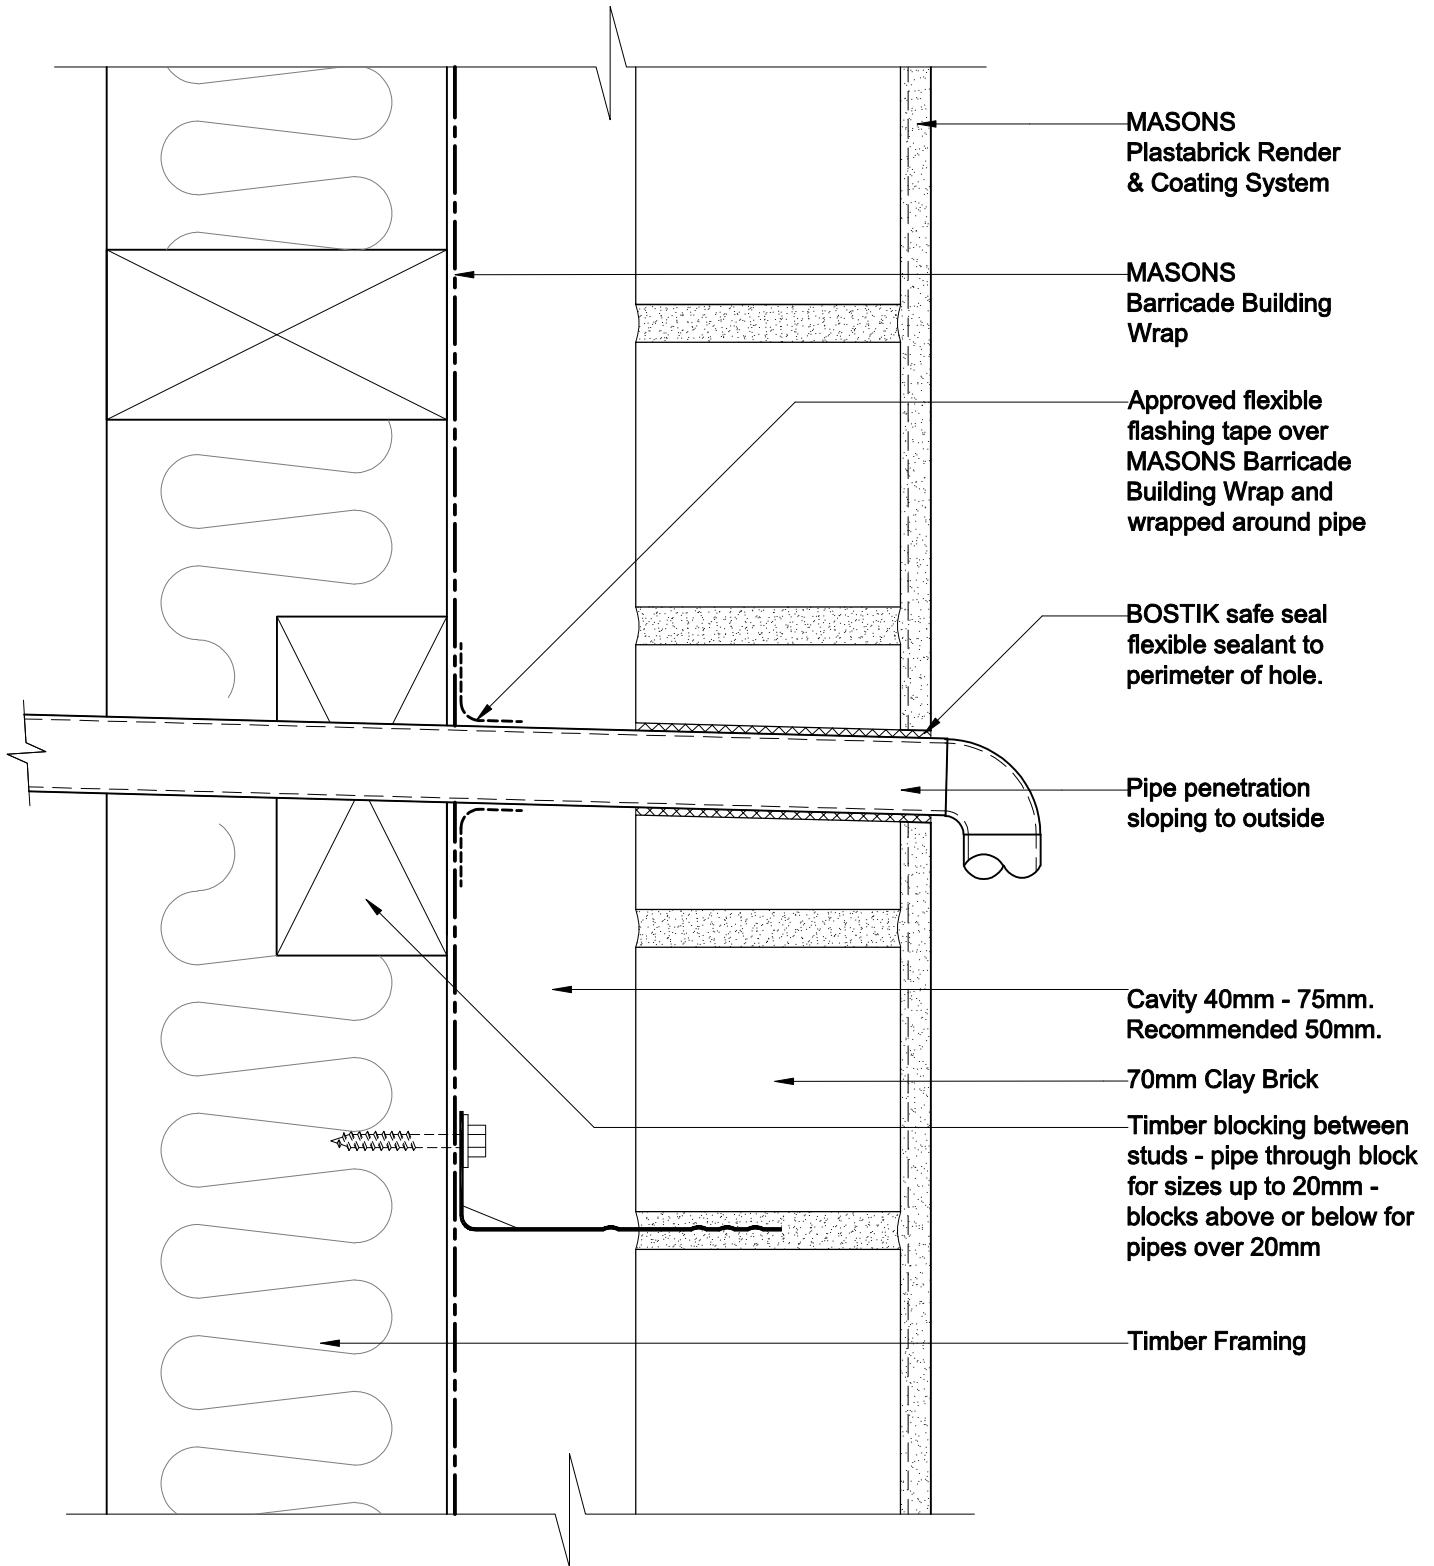 MASONS
Plastabrick Render
& Coating System
MASONS
Barricade Building
Wrap
Approved flexible
flashing tape over
MASONS Barricade
Building Wrap and
wrapped around pipe
BOSTIK safe seal
flexible sealant to
perimeter of hole.
Pipe penetration
sloping to outside
Cavity 40mm - 75mm.
Recommended 50mm.
70mm Clay Brick
Timber blocking between
studs - pipe through block
for sizes up to 20mm -
blocks above or below for
pipes over 20mm
Timber Framing